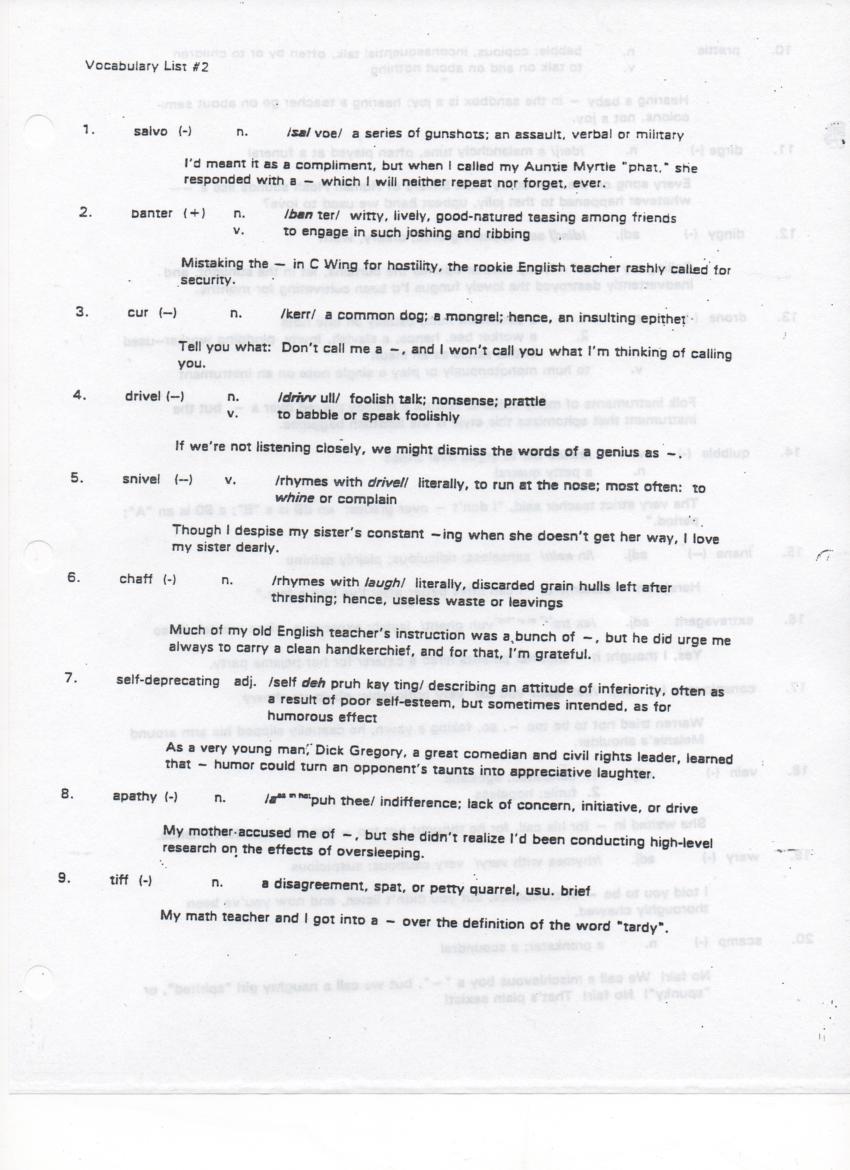 Vocabulary List #2
1. salvo (-) n. /sal voe/ a series of gunshots; an assault, verbal or military
I'd meant it as a compliment, but when I called my Auntie Myrtle "phat," she
responded with a — which I will neither repeat nor forget, ever.
2. banter (+) n. /ban ter/ witty, lively, good-natured teasing among friends
v. to engage in such joshing and ribbing
Mistaking the — in C Wing for hostility, the rookie English teacher rashly called for
security.
3. cur (—) n. /kerr/ a common dog; a mongrel; hence, an insulting epithet
Tell you what: Don't call me a —, and I won't call you what I'm thinking of calling
you.
4. drivel (—) n. /drivv ull/ foolish talk; nonsense; prattle
v. to babble or speak foolishly
If we're not listening closely, we might dismiss the words of a genius as —.
5. snivel (--) v. /rhymes with drivel/ literally, to run at the nose; most often: to
whine or complain
Though I despise my sister's constant —ing when she doesn't get her way, I love
my sister dearly.
6. chaff (-) n. /rhymes with laugh/ literally, discarded grain hulls left after
threshing; hence, useless waste or leavings
Much of my old English teacher's instruction was a bunch of —, but he did urge me
always to carry a clean handkerchief, and for that, I'm grateful.
7. self-deprecating adj. /self deh pruh kay ting/ describing an attitude of inferiority, often as
a result of poor self-esteem, but sometimes intended, as for
humorous effect
As a very young man, Dick Gregory, a great comedian and civil rights leader, learned
that — humor could turn an opponent's taunts into appreciative laughter.
8. apathy (-) n. /a as in hat puh thee/ indifference; lack of concern, initiative, or drive
My mother accused me of —, but she didn't realize I'd been conducting high-level
research on the effects of oversleeping.
9. tiff (-) n. a disagreement, spat, or petty quarrel, usu. brief
My math teacher and I got into a — over the definition of the word "tardy".